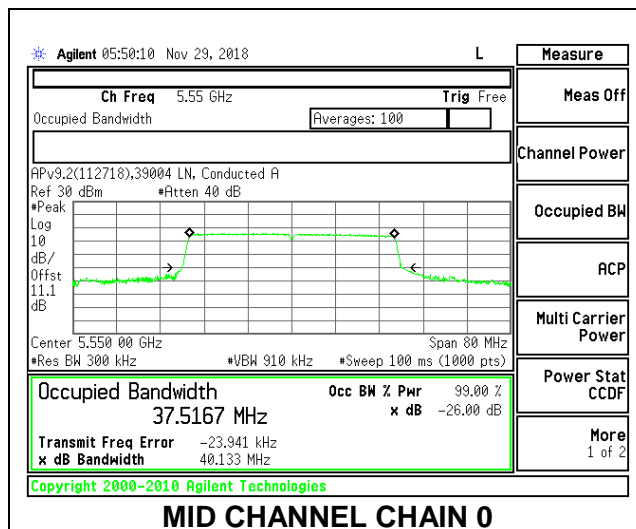 Agilent 05:50:10 Nov 29, 2018 L
Measure
Ch Freq 5.55 GHz Trig Free
Occupied Bandwidth Averages: 100
APv9.2(112718),39004 LN, Conducted A
Ref 30 dBm #Atten 40 dB
#Peak
Log
10
dB/
Offst
11.1
dB
Center 5.550 00 GHz Span 80 MHz
#Res BW 300 kHz #VBW 910 kHz #Sweep 100 ms (1000 pts)
Occupied Bandwidth Occ BW % Pwr 99.00 %
37.5167 MHz x dB -26.00 dB
Transmit Freq Error -23.941 kHz
x dB Bandwidth 40.133 MHz
Copyright 2000-2010 Agilent Technologies
Meas Off
Channel Power
Occupied BW
ACP
Multi Carrier
Power
Power Stat
CCDF
More
1 of 2
MID CHANNEL CHAIN 0